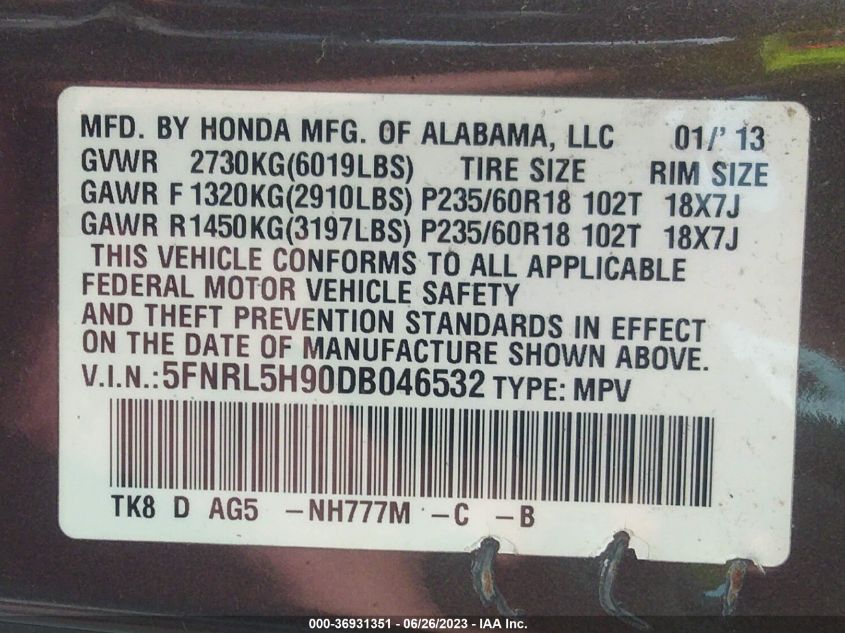 MFD. BY HONDA MFG. OF ALABAMA, LLC 01/'13
GVWR 2730KG(6019LBS) TIRE SIZE RIM SIZE
GAWR F 1320KG(2910LBS) P235/60R18 102T 18X7J
GAWR R1450KG(3197LBS) P235/60R18 102T 18X7J
THIS VEHICLE CONFORMS TO ALL APPLICABLE
FEDERAL MOTOR VEHICLE SAFETY
AND THEFT PREVENTION STANDARDS IN EFFECT
ON THE DATE OF MANUFACTURE SHOWN ABOVE.
V.I.N.:5FNRL5H90DB046532 TYPE: MPV
TK8 D AG5 -NH777M -C -B
000-36931351 - 06/26/2023 - IAA Inc.